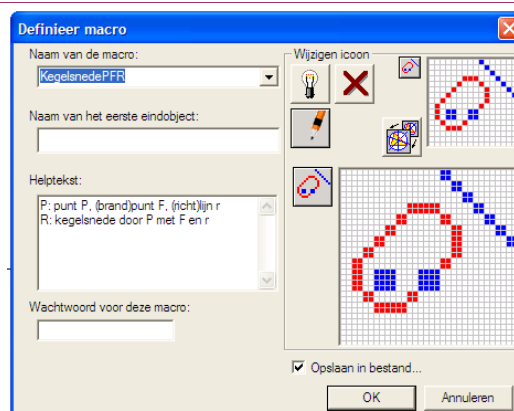 Definieer macro
Naam van de macro:
KegelsnedePFR
Naam van het eerste eindobject:
Helptekst:
P: punt P, (brand)punt F, (richt)lijn r
R: kegelsnede door P met F en r
Wachtwoord voor deze macro:
Wijzigen icoon
Opslaan in bestand...
OK
Annuleren